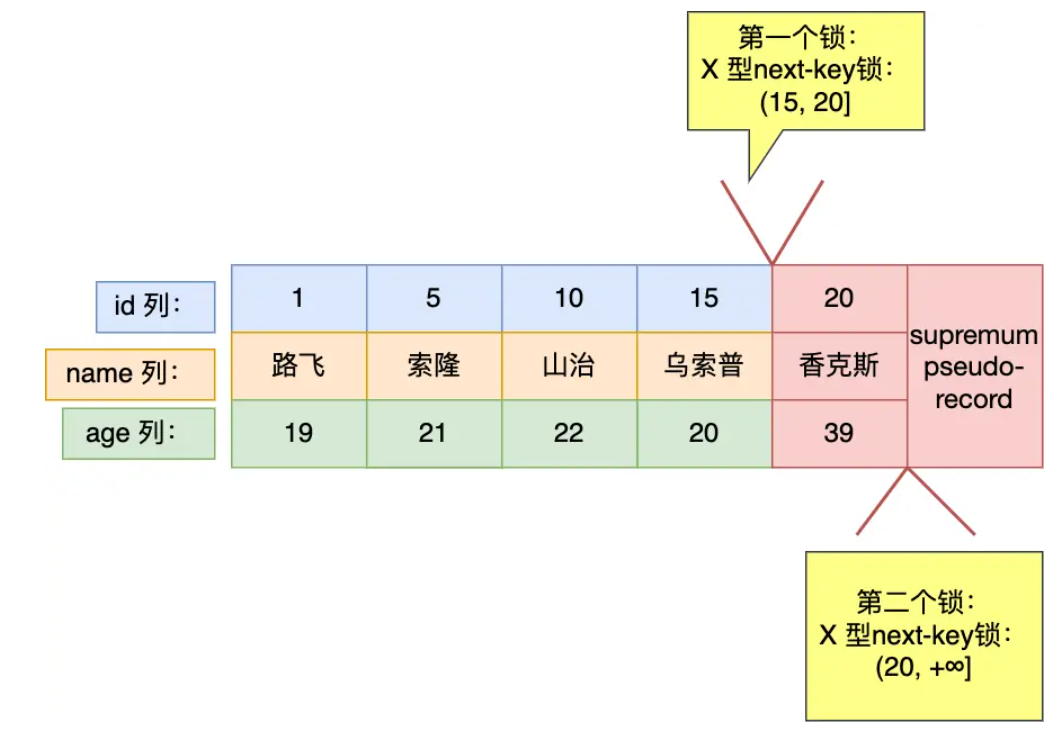 第一个锁：
X 型next-key锁：
(15, 20]
id 列： 1 5 10 15 20
name 列： 路飞 索隆 山治 乌索普 香克斯
supremum
pseudo-
record
age 列： 19 21 22 20 39
第二个锁：
X 型next-key锁：
(20, +∞]